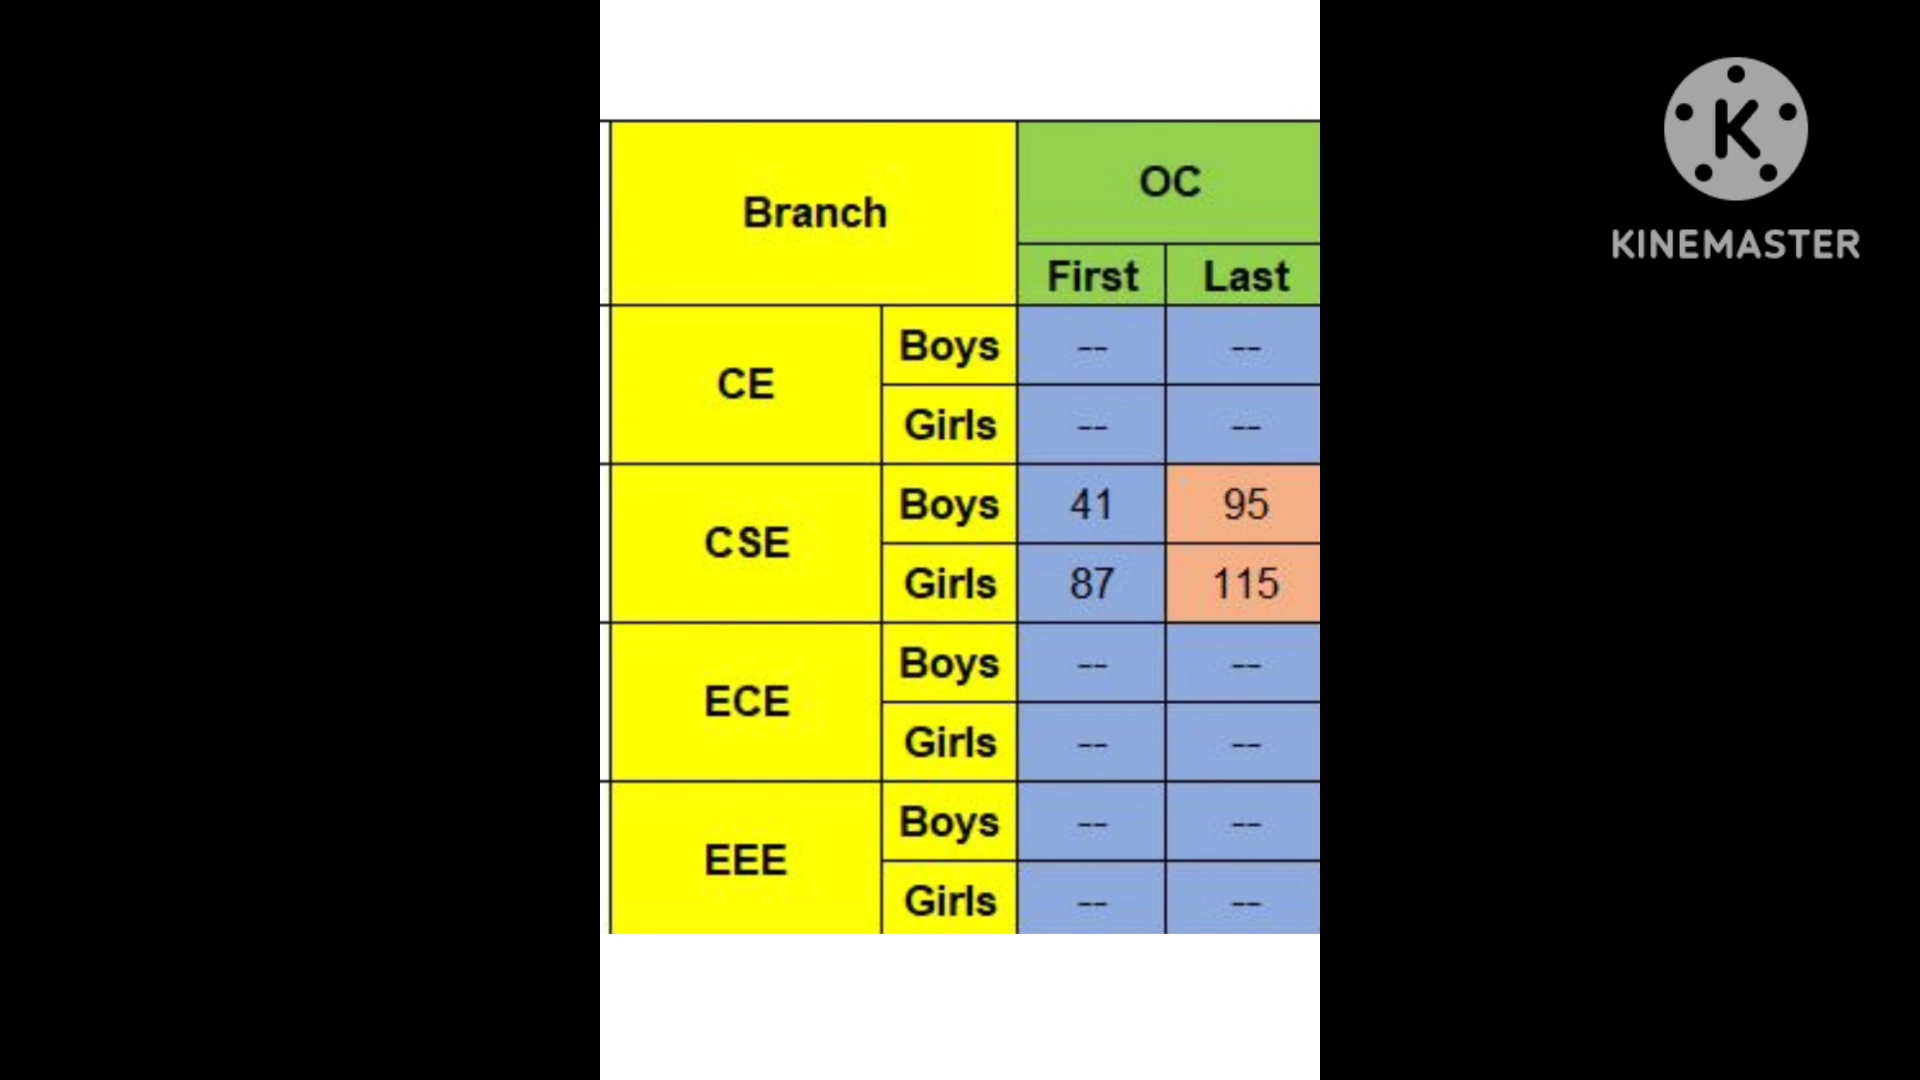 Branch OC
First Last
CE Boys -- --
Girls -- --
CSE Boys 41 95
Girls 87 115
ECE Boys -- --
Girls -- --
EEE Boys -- --
Girls -- --
K
KINEMASTER